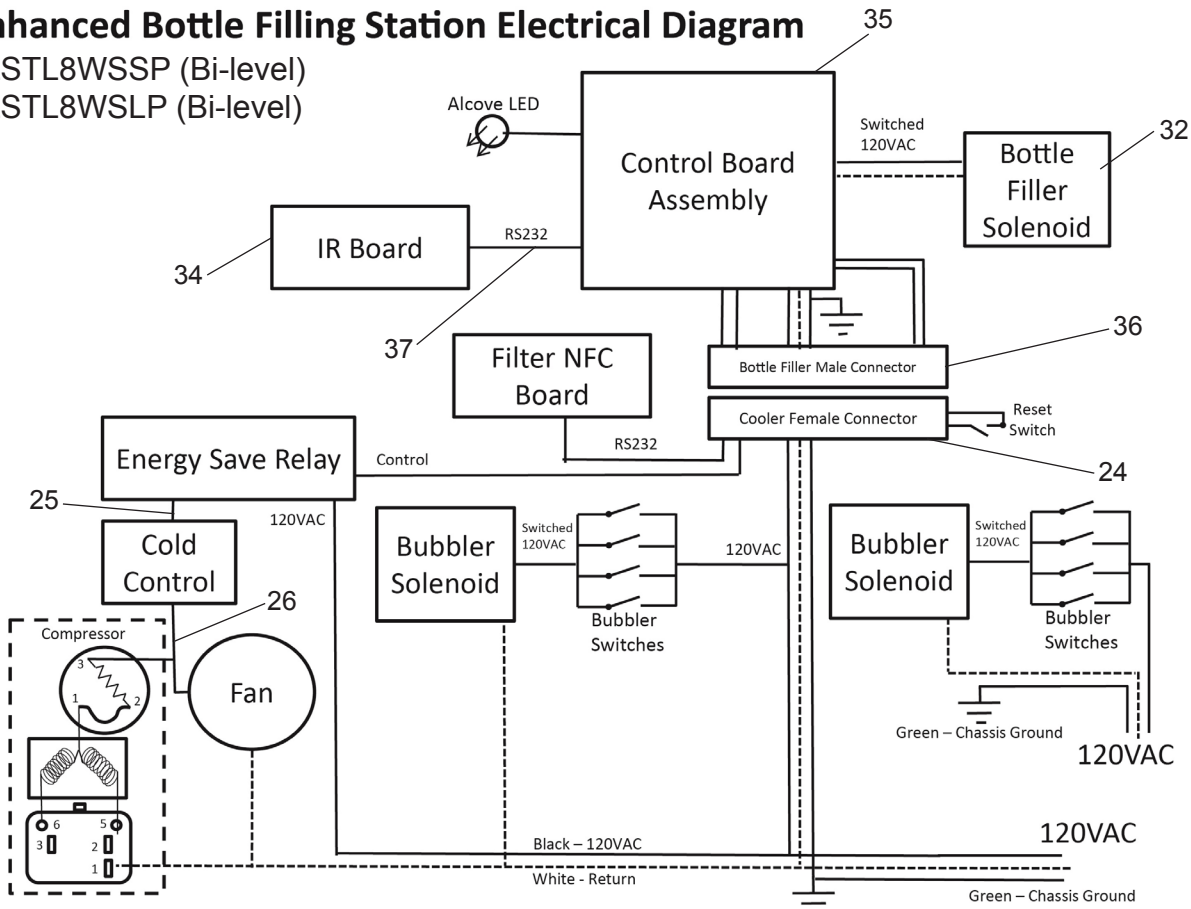 nhanced Bottle Filling Station Electrical Diagram
STL8WSSP (Bi-level)
STL8WSLP (Bi-level)
35
Alcove LED
Control Board
Assembly
Switched
120VAC
Bottle
Filler
Solenoid
32
IR Board
RS232
34
37
36
Filter NFC
Board
Bottle Filler Male Connector
Cooler Female Connector
Reset
Switch
RS232
24
Energy Save Relay
Control
25
120VAC
Cold
Control
26
Bubbler
Solenoid
Switched
120VAC
120VAC
Bubbler
Switches
Bubbler
Solenoid
Switched
120VAC
Bubbler
Switches
Compressor
3
1
2
Fan
Green – Chassis Ground
120VAC
6
5
3
2
1
Black – 120VAC
120VAC
White - Return
Green – Chassis Ground